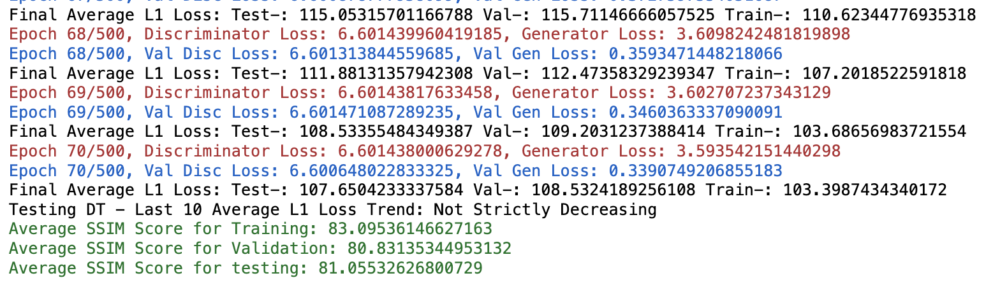 Final Average L1 Loss: Test-: 115.05315701166788 Val-: 115.71146666057525 Train-: 110.62344776935318
Epoch 68/500, Discriminator Loss: 6.601439960419185, Generator Loss: 3.6098242481819898
Epoch 68/500, Val Disc Loss: 6.601313844559685, Val Gen Loss: 0.3593471448218066
Final Average L1 Loss: Test-: 111.88131357942308 Val-: 112.47358329239347 Train-: 107.2018522591818
Epoch 69/500, Discriminator Loss: 6.60143817633458, Generator Loss: 3.602707237343129
Epoch 69/500, Val Disc Loss: 6.601471087289235, Val Gen Loss: 0.3460363337090091
Final Average L1 Loss: Test-: 108.53355484349387 Val-: 109.2031237388414 Train-: 103.68656983721554
Epoch 70/500, Discriminator Loss: 6.601438000629278, Generator Loss: 3.593542151440298
Epoch 70/500, Val Disc Loss: 6.600648022833325, Val Gen Loss: 0.3390749206855183
Final Average L1 Loss: Test-: 107.6504233337584 Val-: 108.5324189256108 Train-: 103.3987434340172
Testing DT - Last 10 Average L1 Loss Trend: Not Strictly Decreasing
Average SSIM Score for Training: 83.09536146627163
Average SSIM Score for Validation: 80.83135344953132
Average SSIM Score for testing: 81.05532626800729